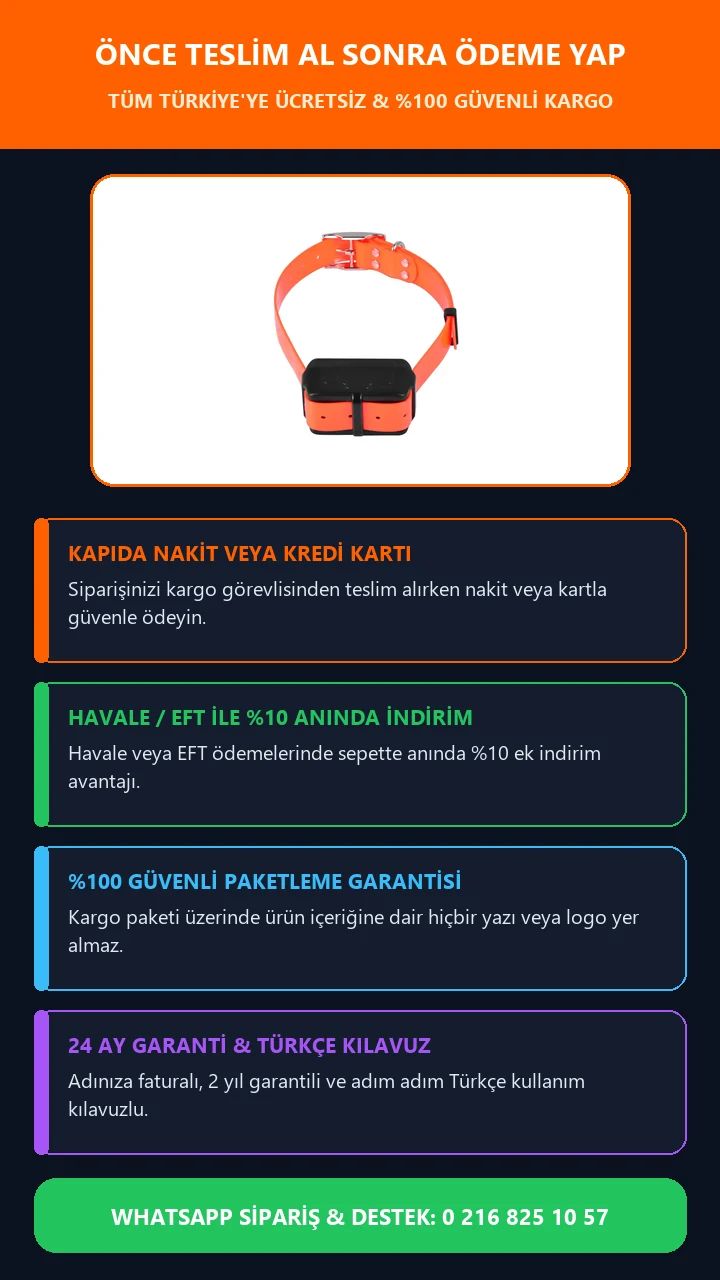 ÖNCE TESLİM AL SONRA ÖDEME YAP
TÜM TÜRKİYE'YE ÜCRETSİZ & %100 GÜVENLİ KARGO
KAPIDA NAKİT VEYA KREDİ KARTI
Siparişinizi kargo görevlisinden teslim alırken nakit veya kartla
güvenle ödeyin.
HAVALE / EFT İLE %10 ANINDA İNDİRİM
Havale veya EFT ödemelerinde sepette anında %10 ek indirim
avantajı.
%100 GÜVENLİ PAKETLEME GARANTİSİ
Kargo paketi üzerinde ürün içeriğine dair hiçbir yazı veya logo yer
almaz.
24 AY GARANTİ & TÜRKÇE KILAVUZ
Adınıza faturalı, 2 yıl garantili ve adım adım Türkçe kullanım
kılavuzlu.
WHATSAPP SİPARİŞ & DESTEK: 0 216 825 10 57